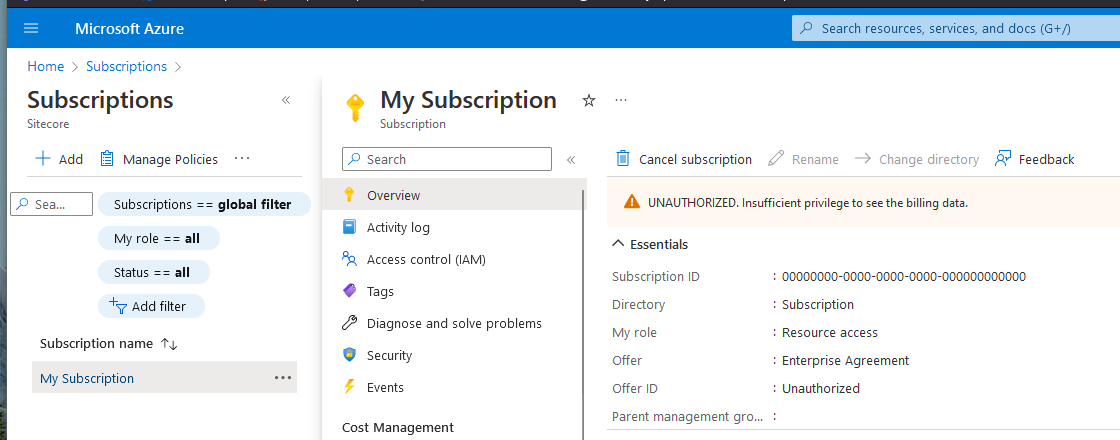 Microsoft Azure
Search resources, services, and docs (G+/)
Home > Subscriptions >
Subscriptions «
Sitecore
+ Add Manage Policies ...
Sea...
Subscriptions == global filter
My role == all
Status == all
Add filter
Subscription name ↑↓
My Subscription ...
My Subscription ☆ ...
Subscription
Search «
Overview
Activity log
Access control (IAM)
Tags
Diagnose and solve problems
Security
Events
Cost Management
Cancel subscription Rename Change directory Feedback
UNAUTHORIZED. Insufficient privilege to see the billing data.
Essentials
Subscription ID : 00000000-0000-0000-0000-000000000000
Directory : Subscription
My role : Resource access
Offer : Enterprise Agreement
Offer ID : Unauthorized
Parent management gro... :